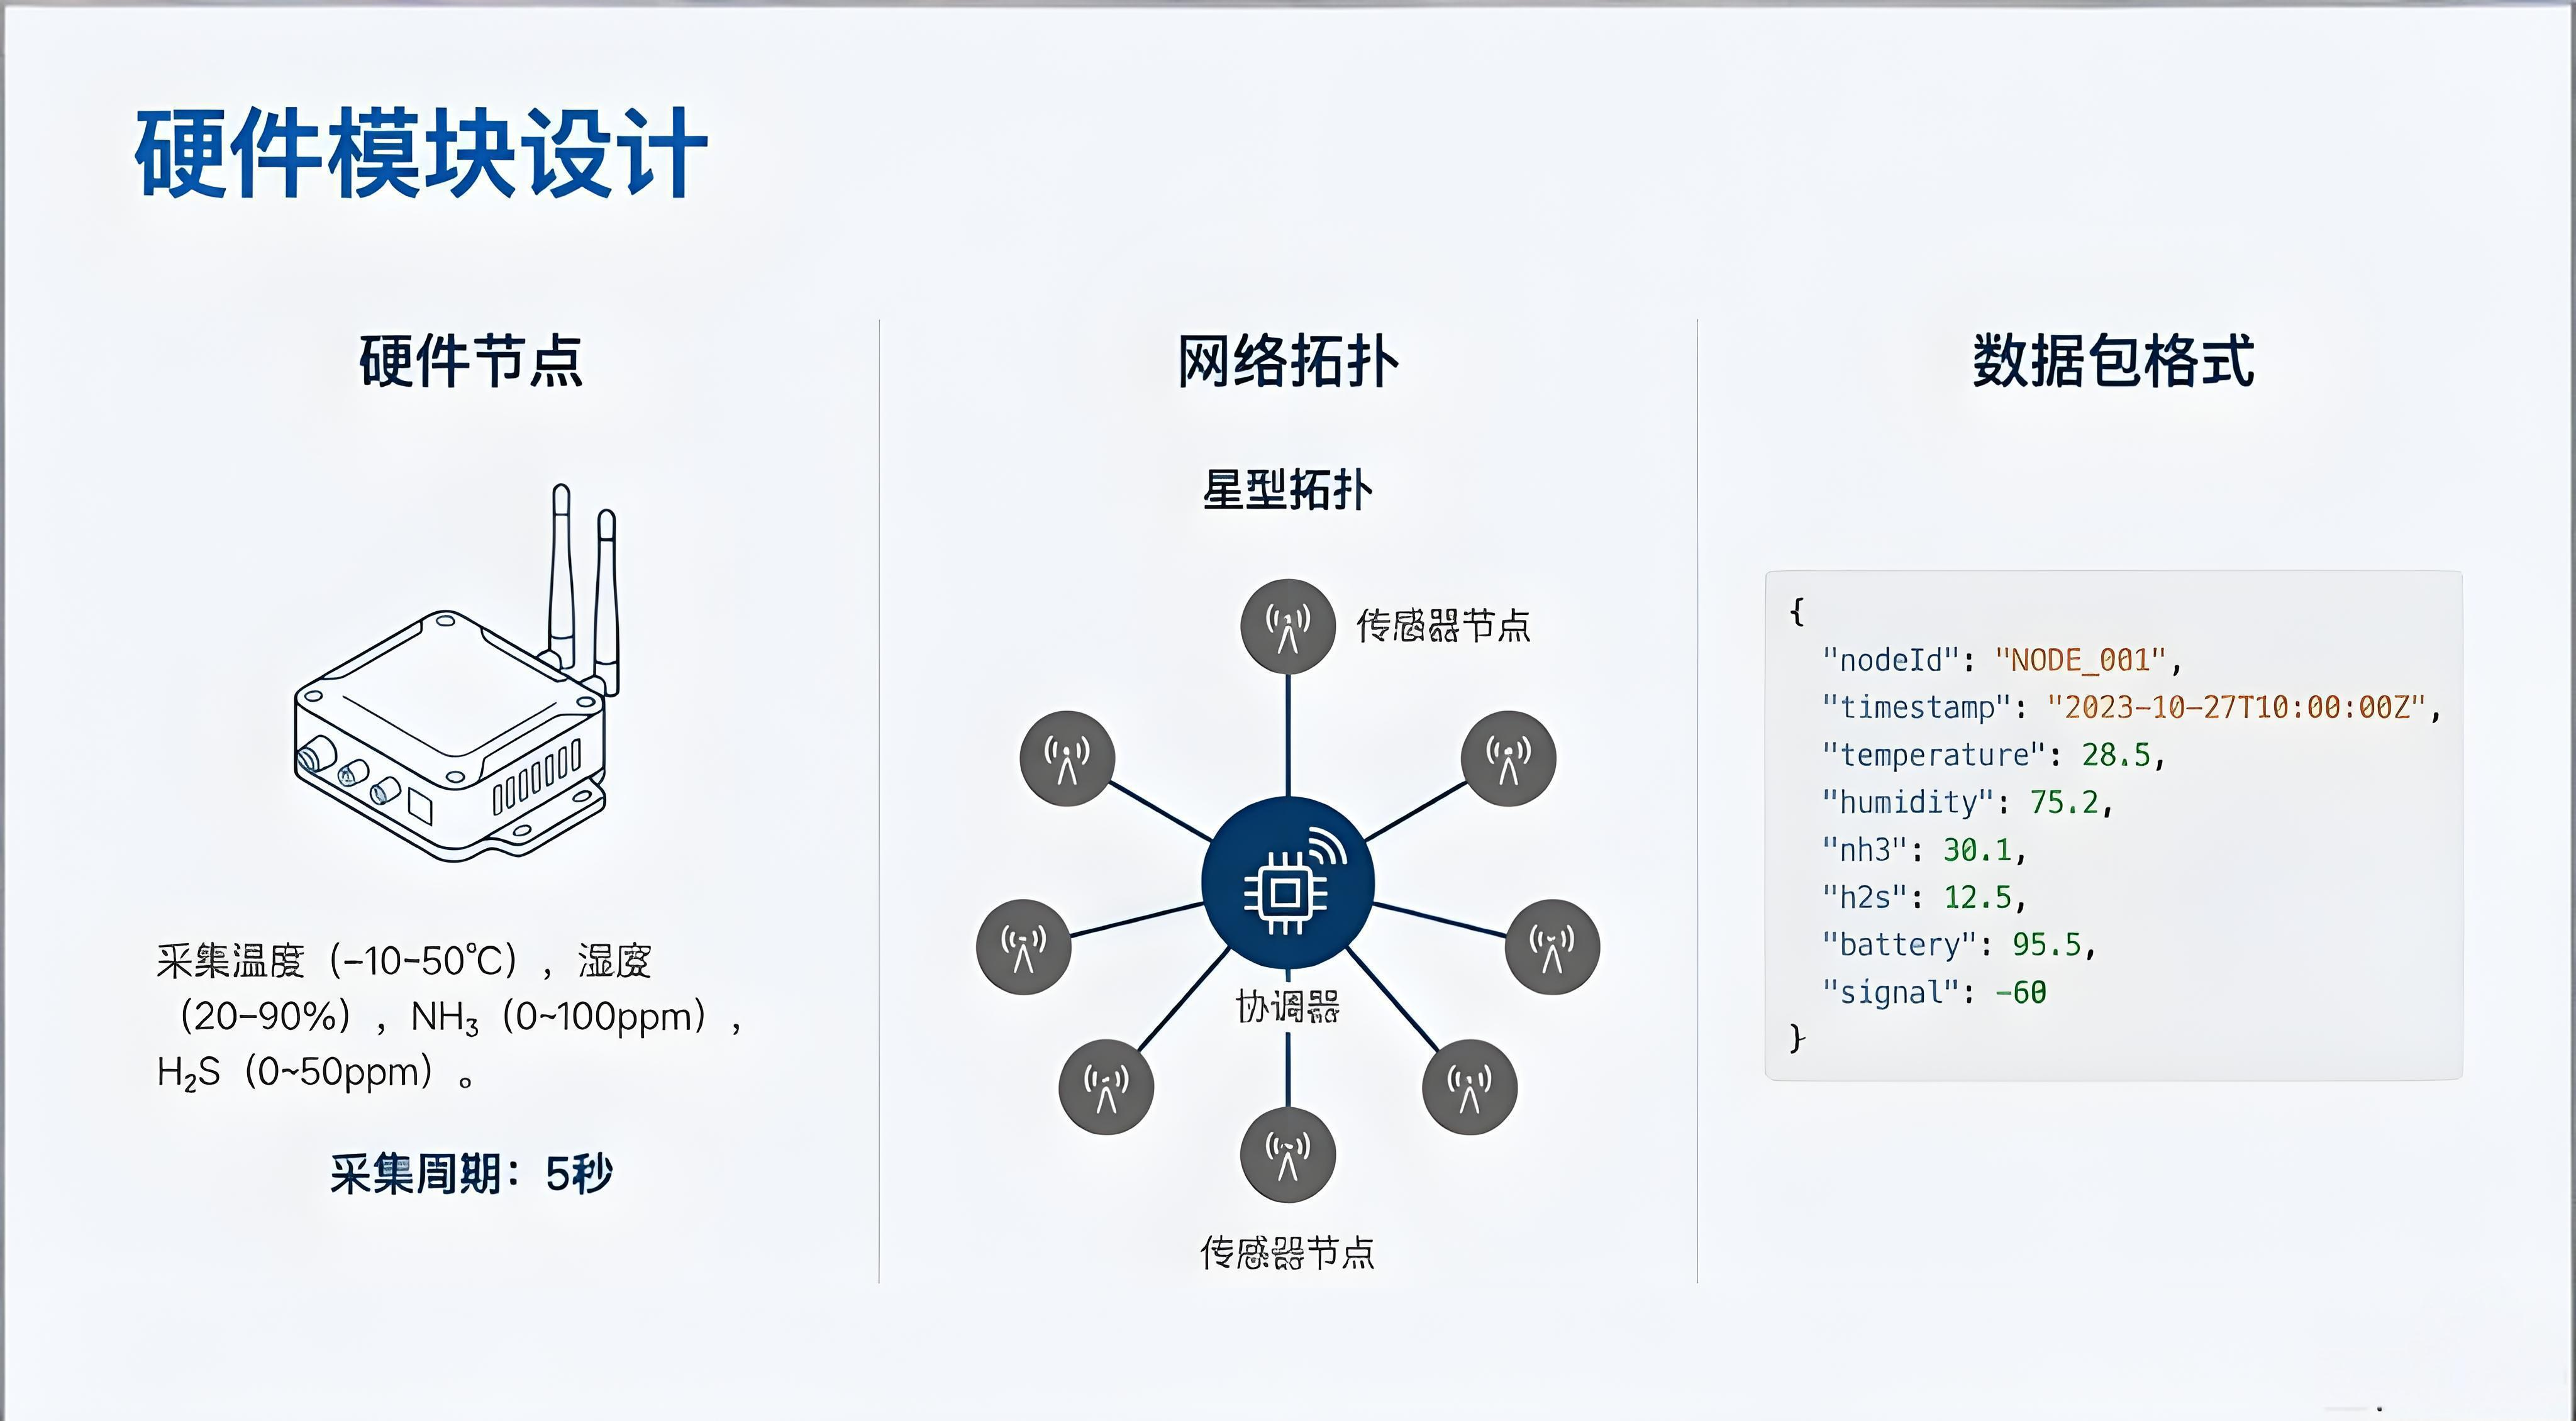 硬件模块设计
硬件节点
采集温度（-10-50℃），湿度
（20-90%），NH₃（0~100ppm），
H₂S（0~50ppm）。
采集周期：5秒
网络拓扑
星型拓扑
传感器节点
协调器
传感器节点
数据包格式
{
"nodeId": "NODE_001",
"timestamp": "2023-10-27T10:00:00Z",
"temperature": 28.5,
"humidity": 75.2,
"nh3": 30.1,
"h2s": 12.5,
"battery": 95.5,
"signal": -60
}